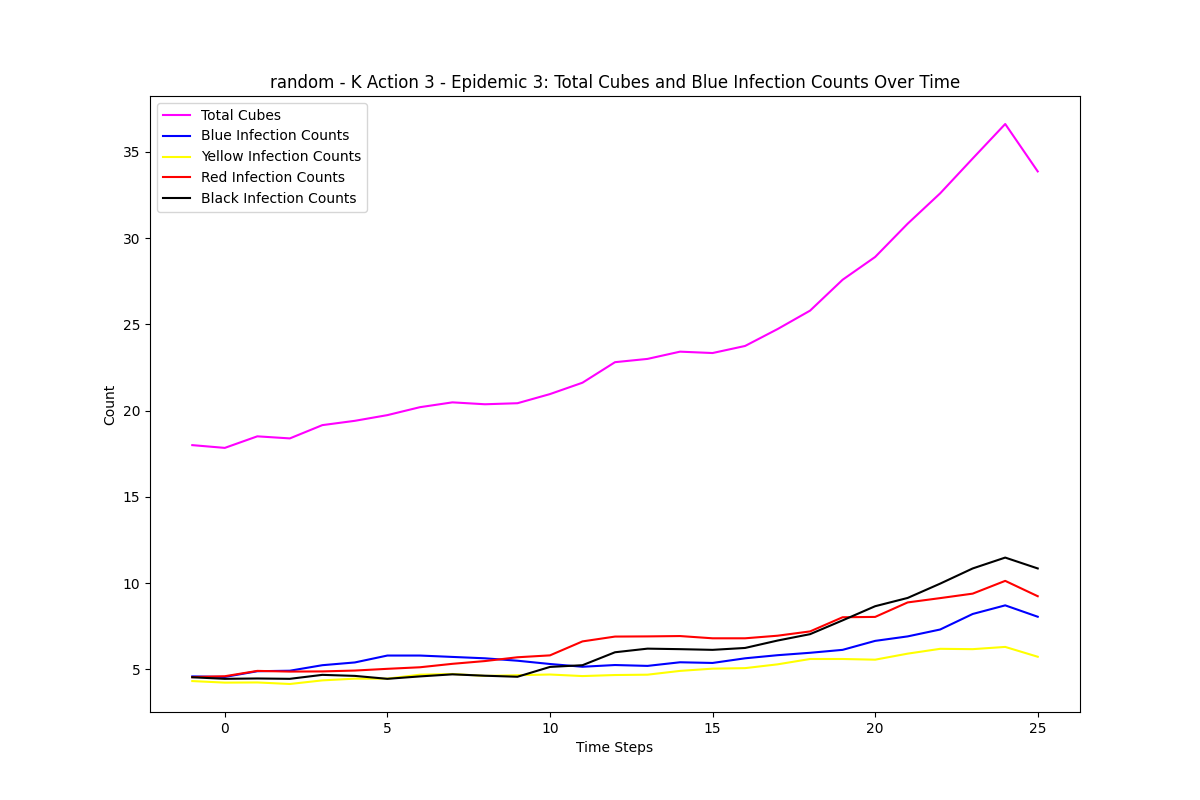 random - K Action 3 - Epidemic 3: Total Cubes and Blue Infection Counts Over Time
Total Cubes
Blue Infection Counts
Yellow Infection Counts
Red Infection Counts
Black Infection Counts
35
30
25
20
15
10
5
Count
0 5 10 15 20 25
Time Steps